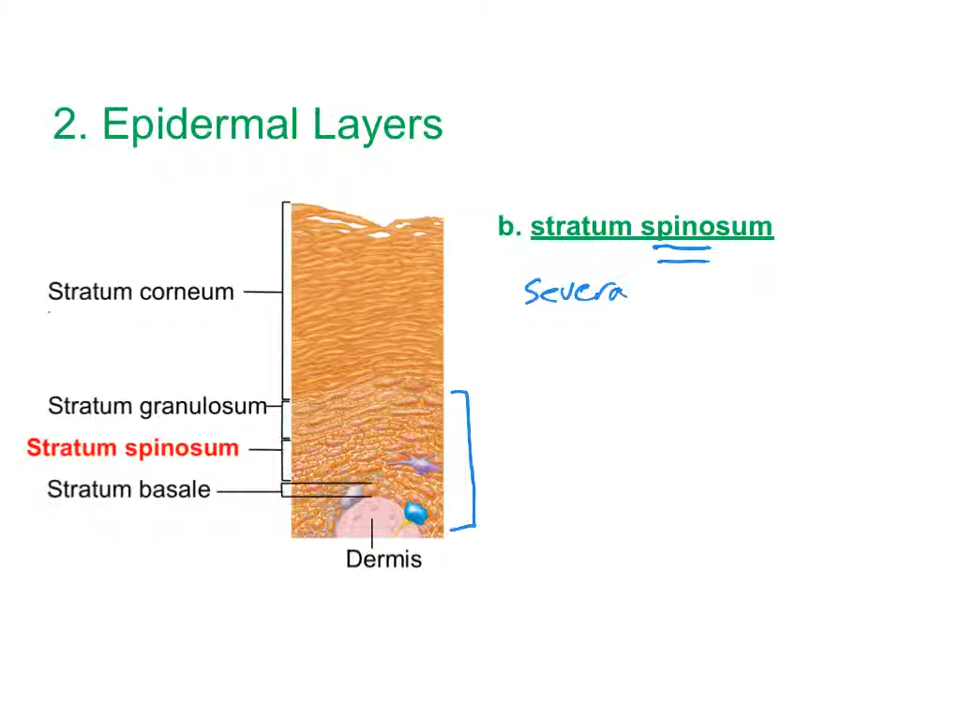 2. Epidermal Layers
b. stratum spinosum
Severa
Stratum corneum
Stratum granulosum
Stratum spinosum
Stratum basale
Dermis